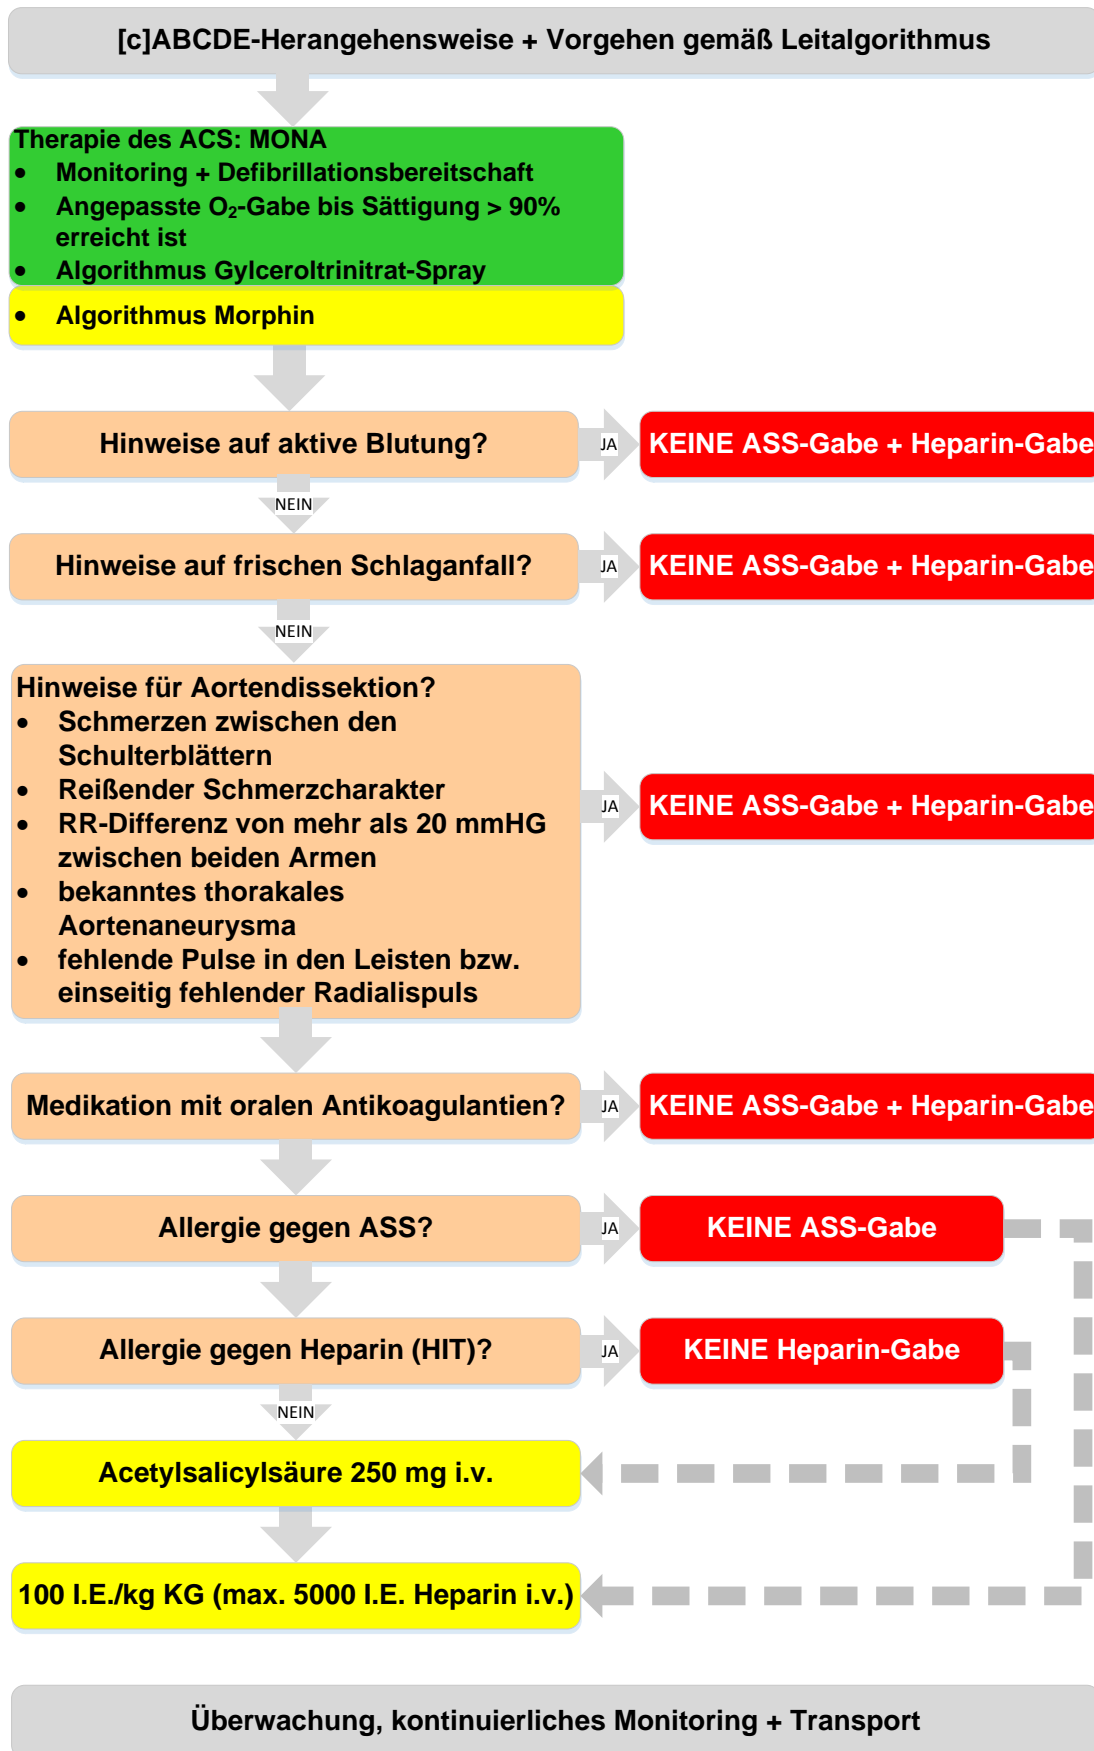 [c]ABCDE-Herangehensweise + Vorgehen gemäß Leitalgorithmus
Therapie des ACS: MONA
• Monitoring + Defibrillationsbereitschaft
• Angepasste O₂-Gabe bis Sättigung > 90%
erreicht ist
• Algorithmus Gylceroltrinitrat-Spray
• Algorithmus Morphin
Hinweise auf aktive Blutung?
JA
KEINE ASS-Gabe + Heparin-Gabe
NEIN
Hinweise auf frischen Schlaganfall?
JA
KEINE ASS-Gabe + Heparin-Gabe
NEIN
Hinweise für Aortendissektion?
• Schmerzen zwischen den
Schulterblättern
• Reißender Schmerzcharakter
• RR-Differenz von mehr als 20 mmHG
zwischen beiden Armen
• bekanntes thorakales
Aortenaneurysma
• fehlende Pulse in den Leisten bzw.
einseitig fehlender Radialispuls
JA
KEINE ASS-Gabe + Heparin-Gabe
Medikation mit oralen Antikoagulantien?
JA
KEINE ASS-Gabe + Heparin-Gabe
Allergie gegen ASS?
JA
KEINE ASS-Gabe
Allergie gegen Heparin (HIT)?
JA
KEINE Heparin-Gabe
NEIN
Acetylsalicylsäure 250 mg i.v.
100 I.E./kg KG (max. 5000 I.E. Heparin i.v.)
Überwachung, kontinuierliches Monitoring + Transport